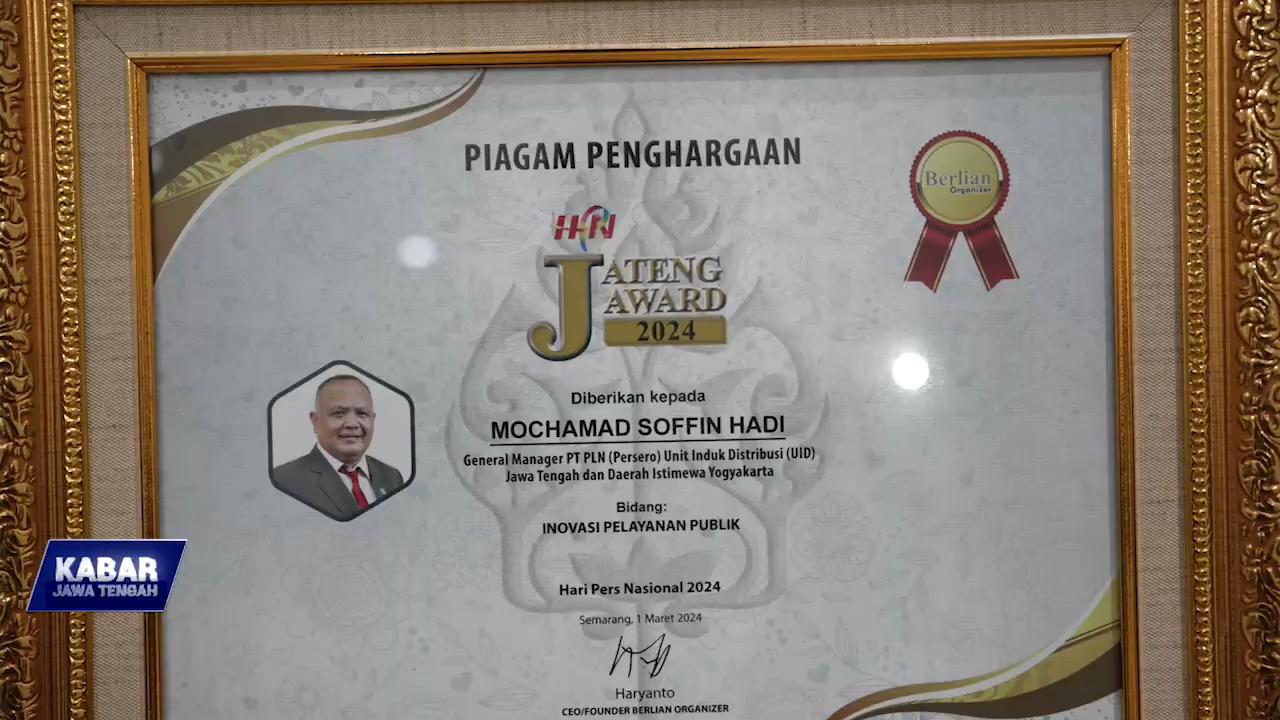 PIAGAM PENGHARGAAN
Berlian
Organizer
HPN
JATENG
AWARD
2024
Diberikan kepada
MOCHAMAD SOFFIN HADI
General Manager PT PLN (Persero) Unit Induk Distribusi (UID)
Jawa Tengah dan Daerah Istimewa Yogyakarta
Bidang:
INOVASI PELAYANAN PUBLIK
Hari Pers Nasional 2024
Semarang, 1 Maret 2024
Haryanto
CEO/FOUNDER BERLIAN ORGANIZER
KABAR
JAWA TENGAH